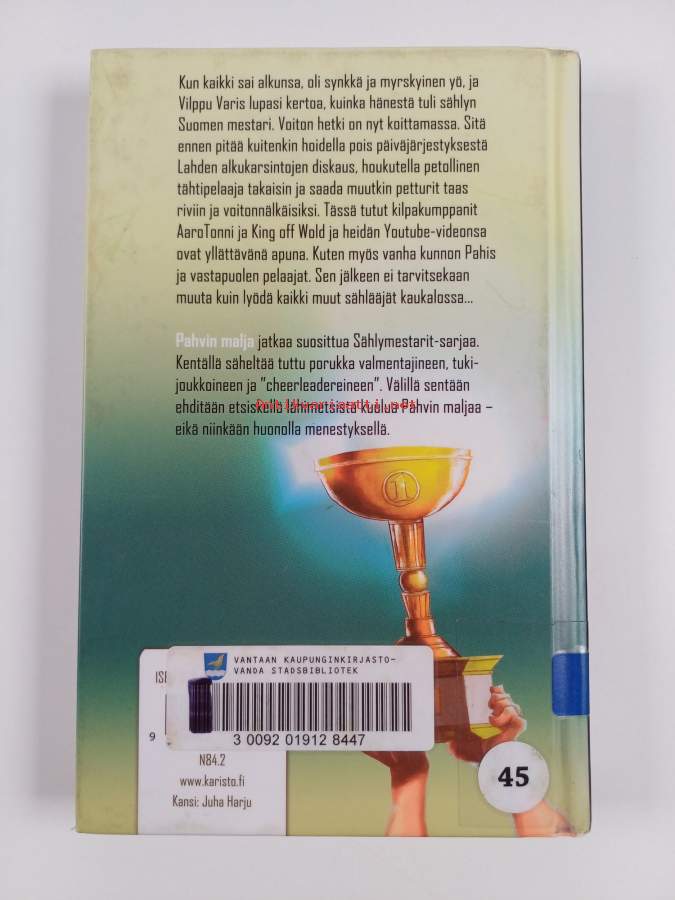 Kun kaikki sai alkunsa, oli synkkä ja myrskyinen yö, ja
Vilppu Varis lupasi kertoa, kuinka hänestä tuli sählyn
Suomen mestari. Voiton hetki on nyt koittamassa. Sitä
ennen pitää kuitenkin hoidella pois päiväjärjestyksestä
Lahden alkukarsintojen diskaus, houkutella petollinen
tähtipelaaja takaisin ja saada muutkin petturit taas
riviin ja voitonnälkäisiksi. Tässä tutut kilpakumppanit
AaroTonni ja King off Wold ja heidän Youtube-videonsa
ovat yllättävänä apuna. Kuten myös vanha kunnon Pahis
ja vastapuolen pelaajat. Sen jälkeen ei tarvitsekaan
muuta kuin lyödä kaikki muut sählääjät kaukalossa...
Pahvin malja jatkaa suosittua Sählymestarit-sarjaa.
Kentällä säheltää tuttu porukka valmentajineen, tuki-
joukkoineen ja "cheerleadereineen". Välillä sentään
ehditään etsiskellä lähimetsistä kuulua Pahvin maljaa –
eikä niinkään huonolla menestyksellä.
Antikvariaatti.net
11
VANTAAN KAUPUNGINKIRJASTO-
VANDA STADSBIBLIOTEK
3 0092 01912 8447
9
N84.2
www.karisto.fi
Kansi: Juha Harju
45